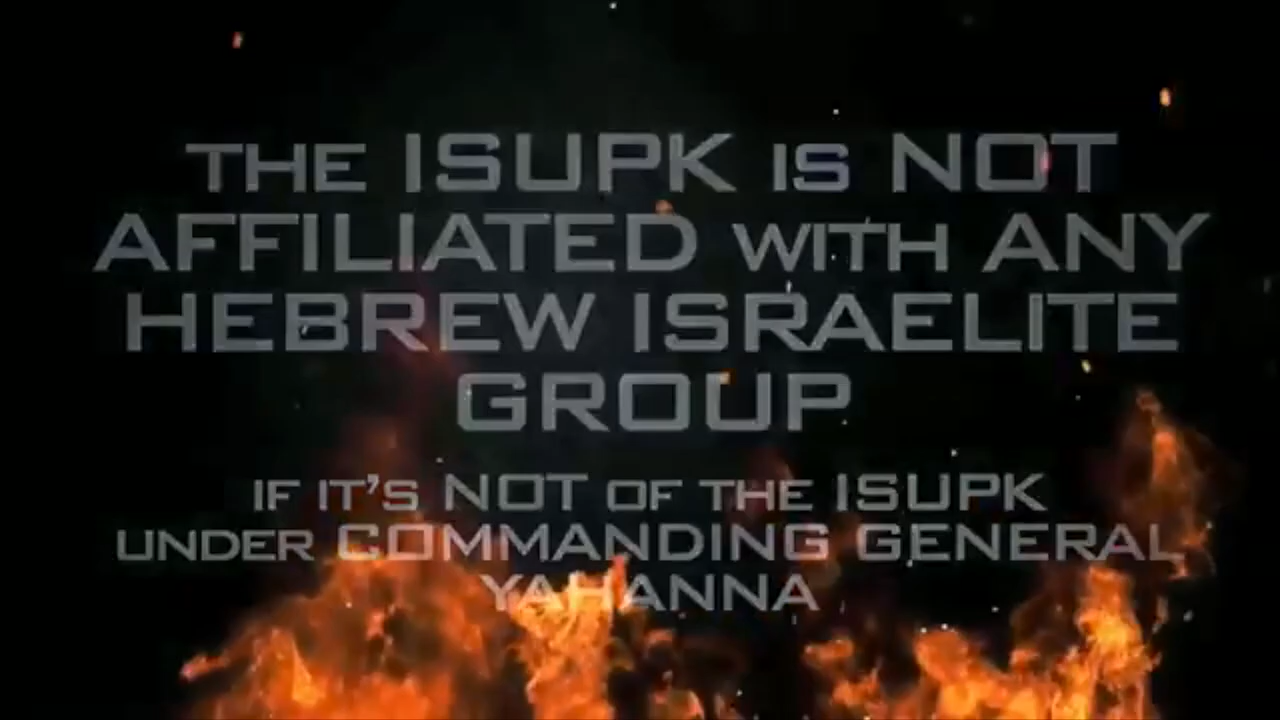 THE ISUPK IS NOT
AFFILIATED WITH ANY
HEBREW ISRAELITE
GROUP
IF IT'S NOT OF THE ISUPK
UNDER COMMANDING GENERAL
YAHANNA